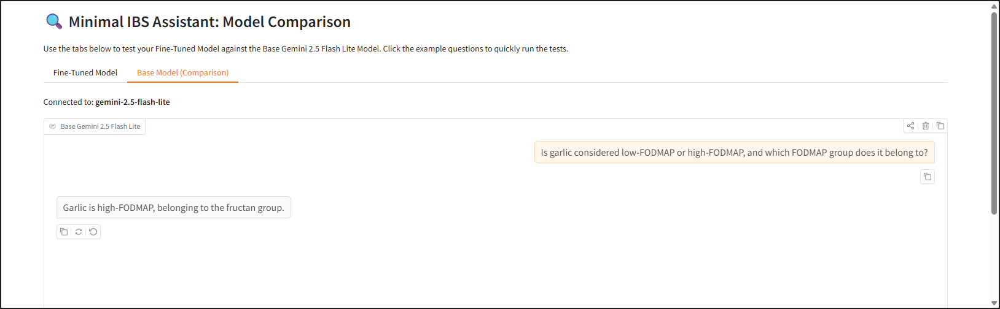 Minimal IBS Assistant: Model Comparison
Use the tabs below to test your Fine-Tuned Model against the Base Gemini 2.5 Flash Lite Model. Click the example questions to quickly run the tests.
Fine-Tuned Model
Base Model (Comparison)
Connected to: gemini-2.5-flash-lite
Base Gemini 2.5 Flash Lite
Is garlic considered low-FODMAP or high-FODMAP, and which FODMAP group does it belong to?
Garlic is high-FODMAP, belonging to the fructan group.